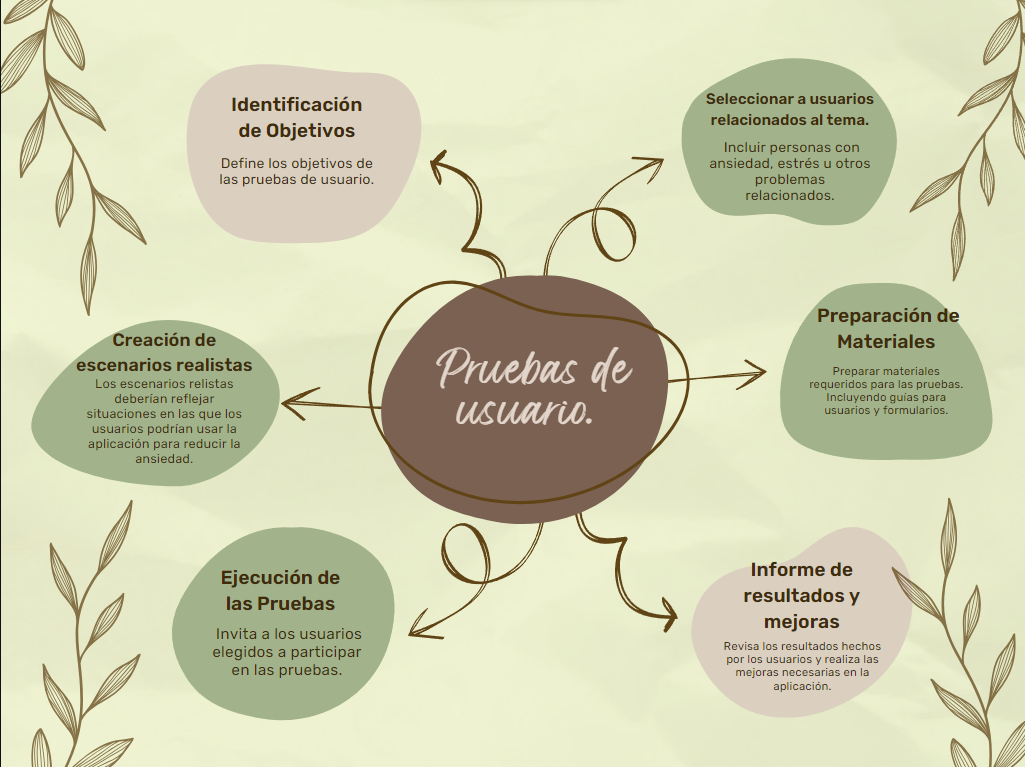 Identificación
de Objetivos
Define los objetivos de
las pruebas de usuario.
Seleccionar a usuarios
relacionados al tema.
Incluir personas con
ansiedad, estrés u otros
problemas
relacionados.
Creación de
escenarios realistas
Los escenarios relistas
deberían reflejar
situaciones en las que los
usuarios podrían usar la
aplicación para reducir la
ansiedad.
Pruebas de
usuario.
Preparación de
Materiales
Preparar materiales
requeridos para las pruebas.
Incluyendo guías para
usuarios y formularios.
Ejecución de
las Pruebas
Invita a los usuarios
elegidos a participar
en las pruebas.
Informe de
resultados y
mejoras
Revisa los resultados hechos
por los usuarios y realiza las
mejoras necesarias en la
aplicación.